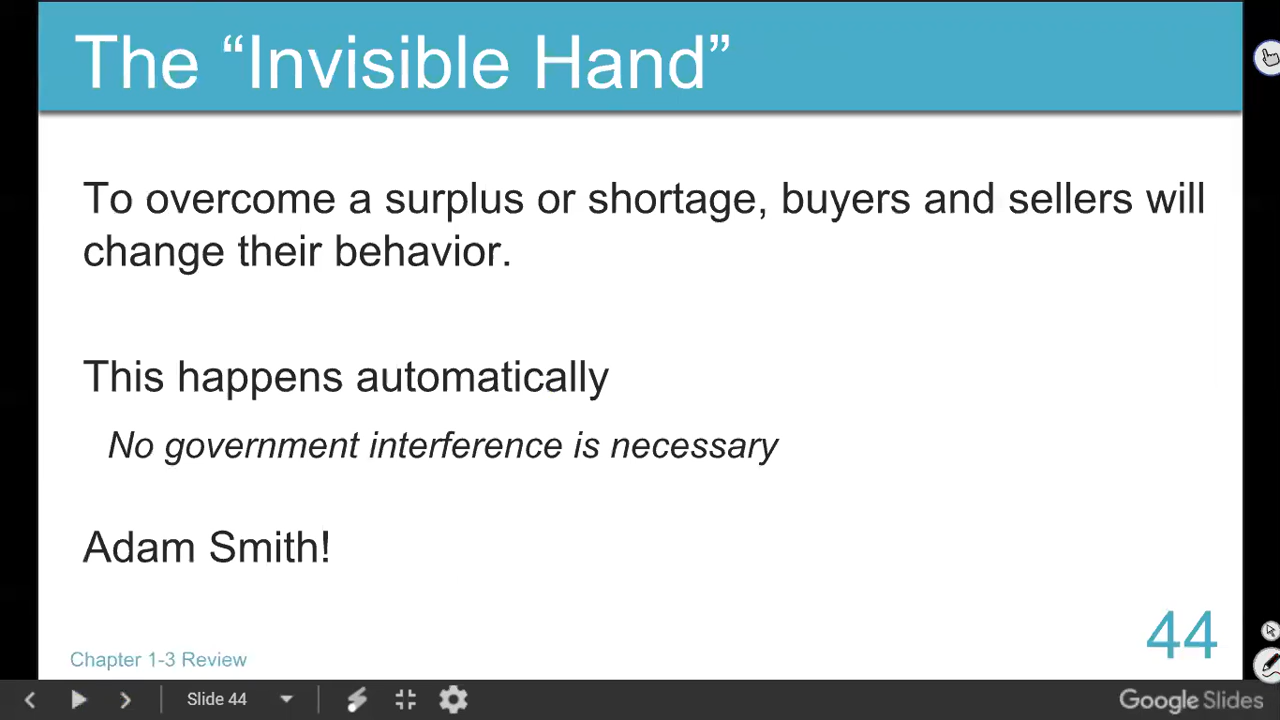 The “Invisible Hand”
To overcome a surplus or shortage, buyers and sellers will
change their behavior.
This happens automatically
No government interference is necessary
Adam Smith!
44
Chapter 1-3 Review
Slide 44
Google Slides